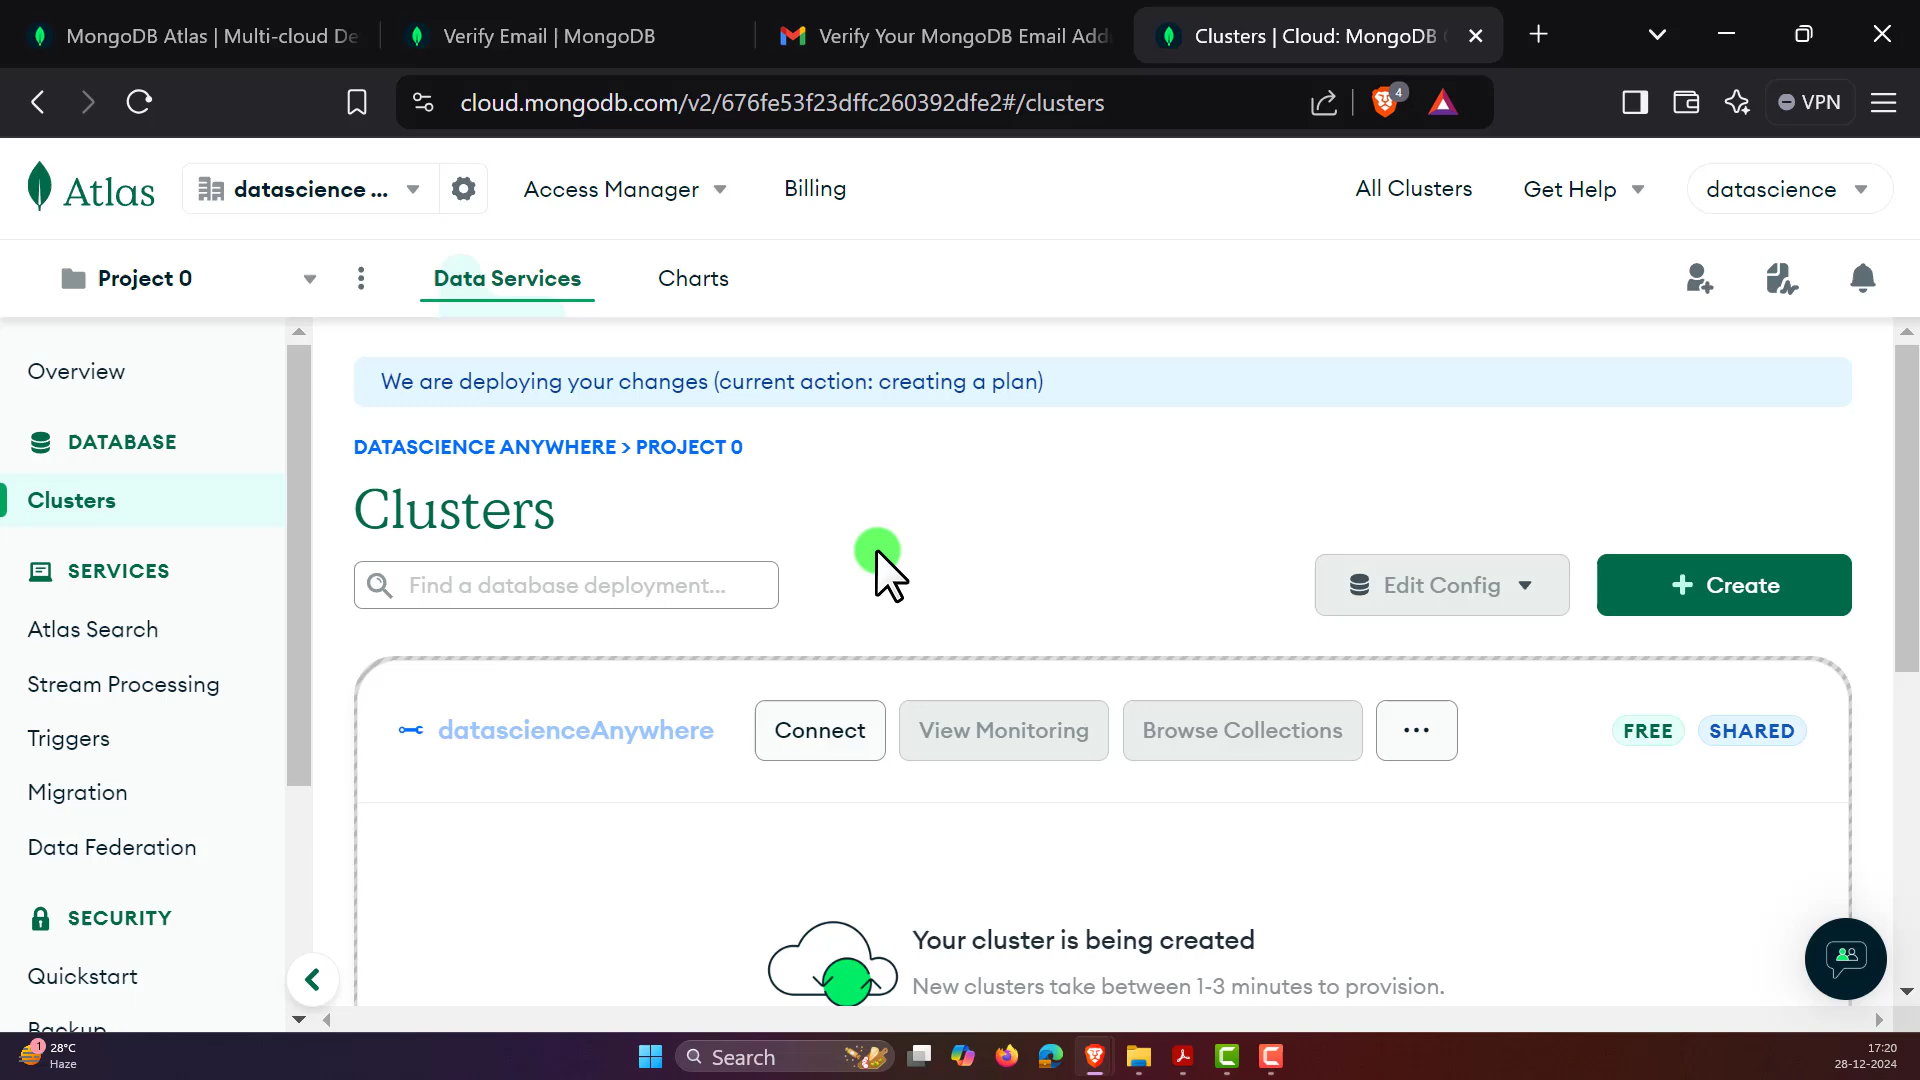 MongoDB Atlas | Multi-cloud De
Verify Email | MongoDB
Verify Your MongoDB Email Add
Clusters | Cloud: MongoDB
cloud.mongodb.com/v2/676fe53f23dffc260392dfe2#/clusters
4
VPN
Atlas
datascience ...
Access Manager
Billing
All Clusters
Get Help
datascience
Project 0
Data Services
Charts
Overview
DATABASE
Clusters
SERVICES
Atlas Search
Stream Processing
Triggers
Migration
Data Federation
SECURITY
Quickstart
Backup
We are deploying your changes (current action: creating a plan)
DATASCIENCE ANYWHERE > PROJECT 0
Clusters
Find a database deployment...
Edit Config
+ Create
datascienceAnywhere
Connect
View Monitoring
Browse Collections
...
FREE
SHARED
Your cluster is being created
New clusters take between 1-3 minutes to provision.
1
28°C
Haze
Search
17:20
28-12-2024